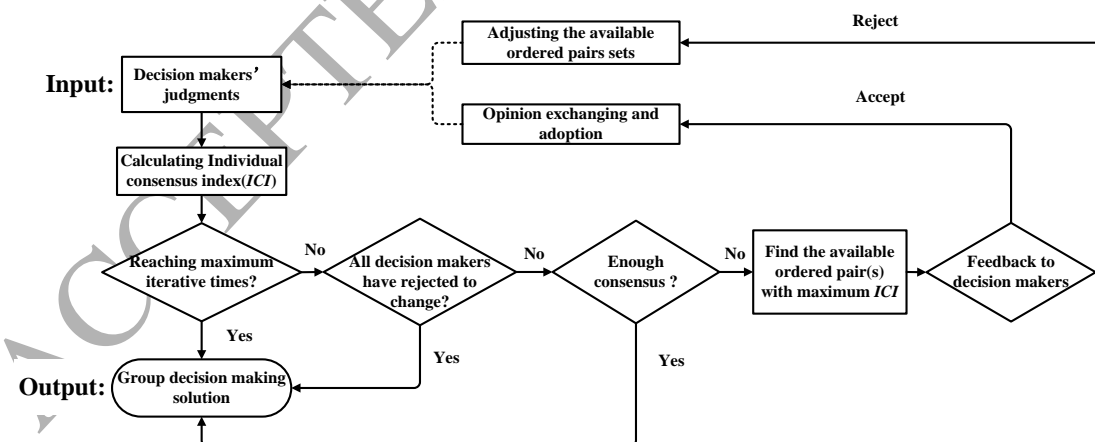 Reject
Adjusting the available
ordered pairs sets
Input:
Decision makers’
judgments
Accept
Opinion exchanging and
adoption
Calculating Individual
consensus index(ICI)
Reaching maximum
iterative times?
No
All decision makers
have rejected to
change?
No
Enough
consensus ?
No
Find the available
ordered pair(s)
with maximum ICI
Feedback to
decision makers
Yes
Yes
Yes
Output:
Group decision making
solution
ACCEPTE